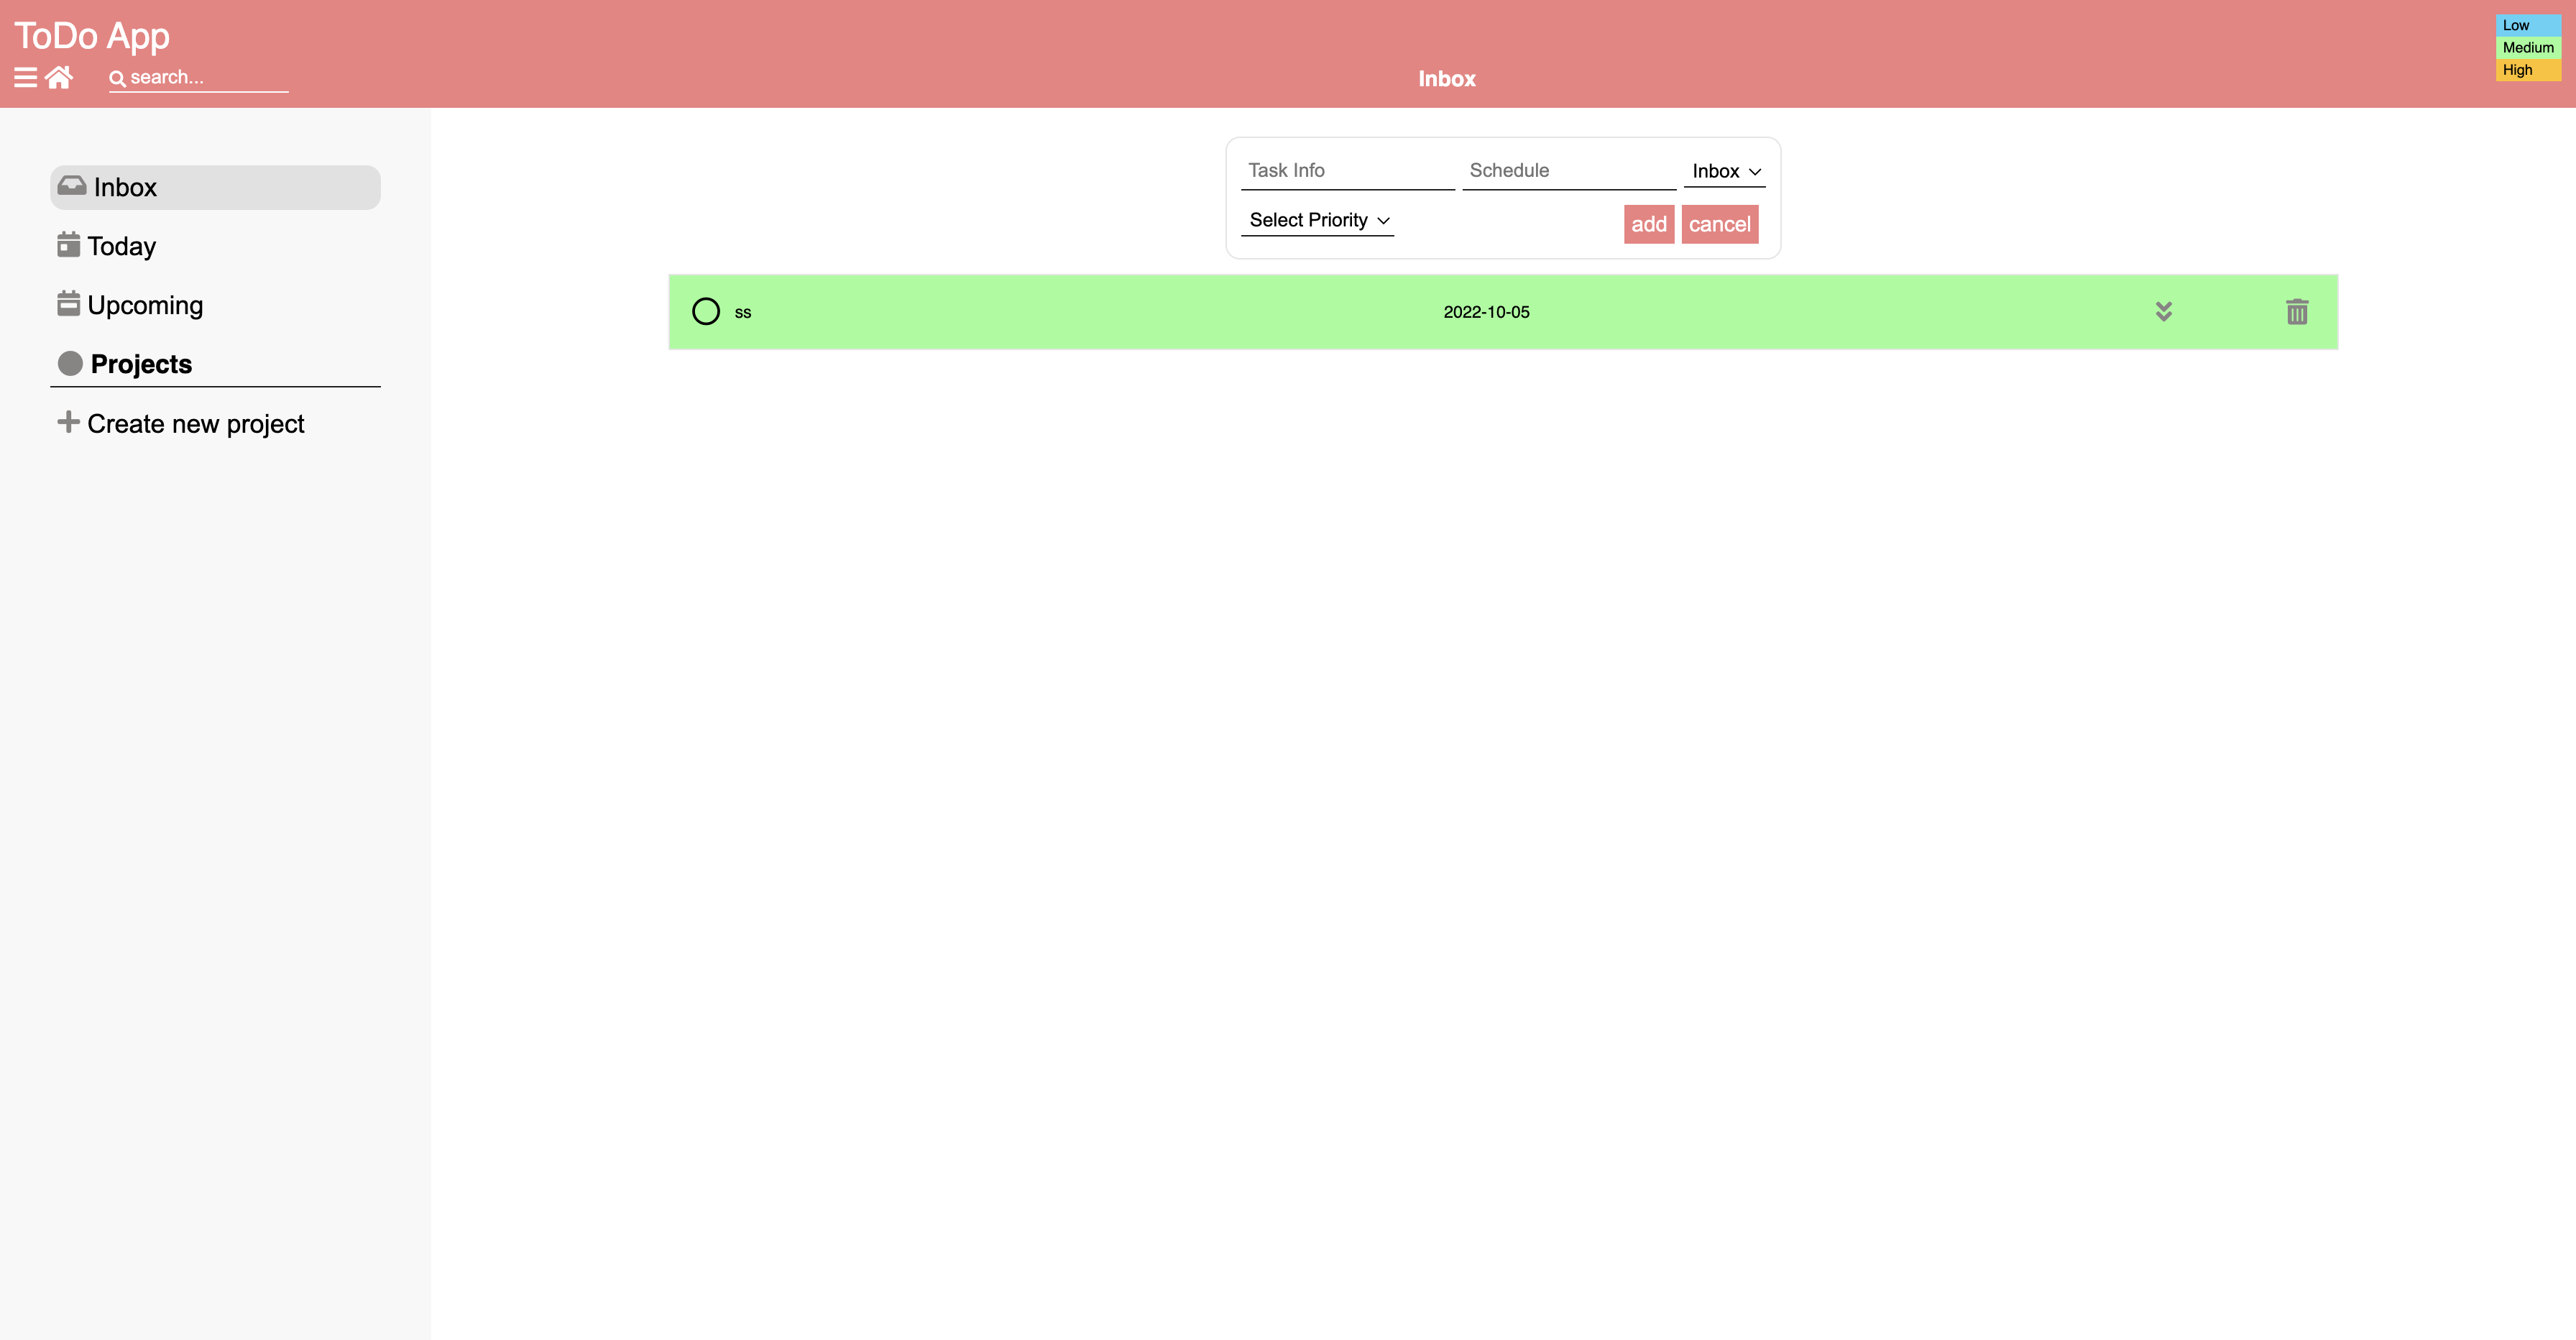 ToDo App
search...
Inbox
Low
Medium
High
Inbox
Today
Upcoming
Projects
Create new project
Task Info Schedule Inbox
Select Priority add cancel
ss 2022-10-05